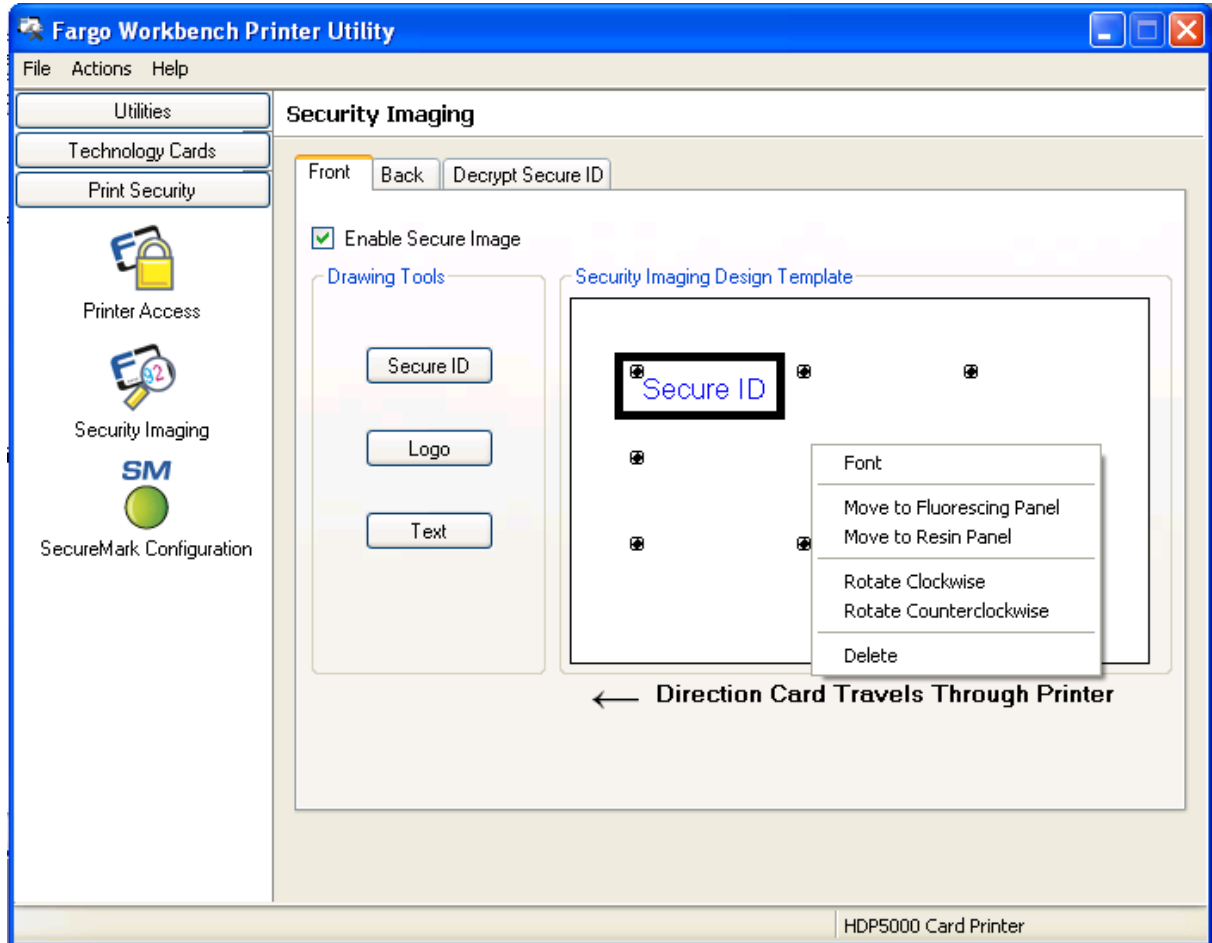 Fargo Workbench Printer Utility
File Actions Help
Utilities
Technology Cards
Print Security
Printer Access
92
Security Imaging
SM
SecureMark Configuration
Security Imaging
Front Back Decrypt Secure ID
Enable Secure Image
Drawing Tools
Secure ID
Logo
Text
Security Imaging Design Template
Secure ID
Font
Move to Fluorescing Panel
Move to Resin Panel
Rotate Clockwise
Rotate Counterclockwise
Delete
← Direction Card Travels Through Printer
HDP5000 Card Printer